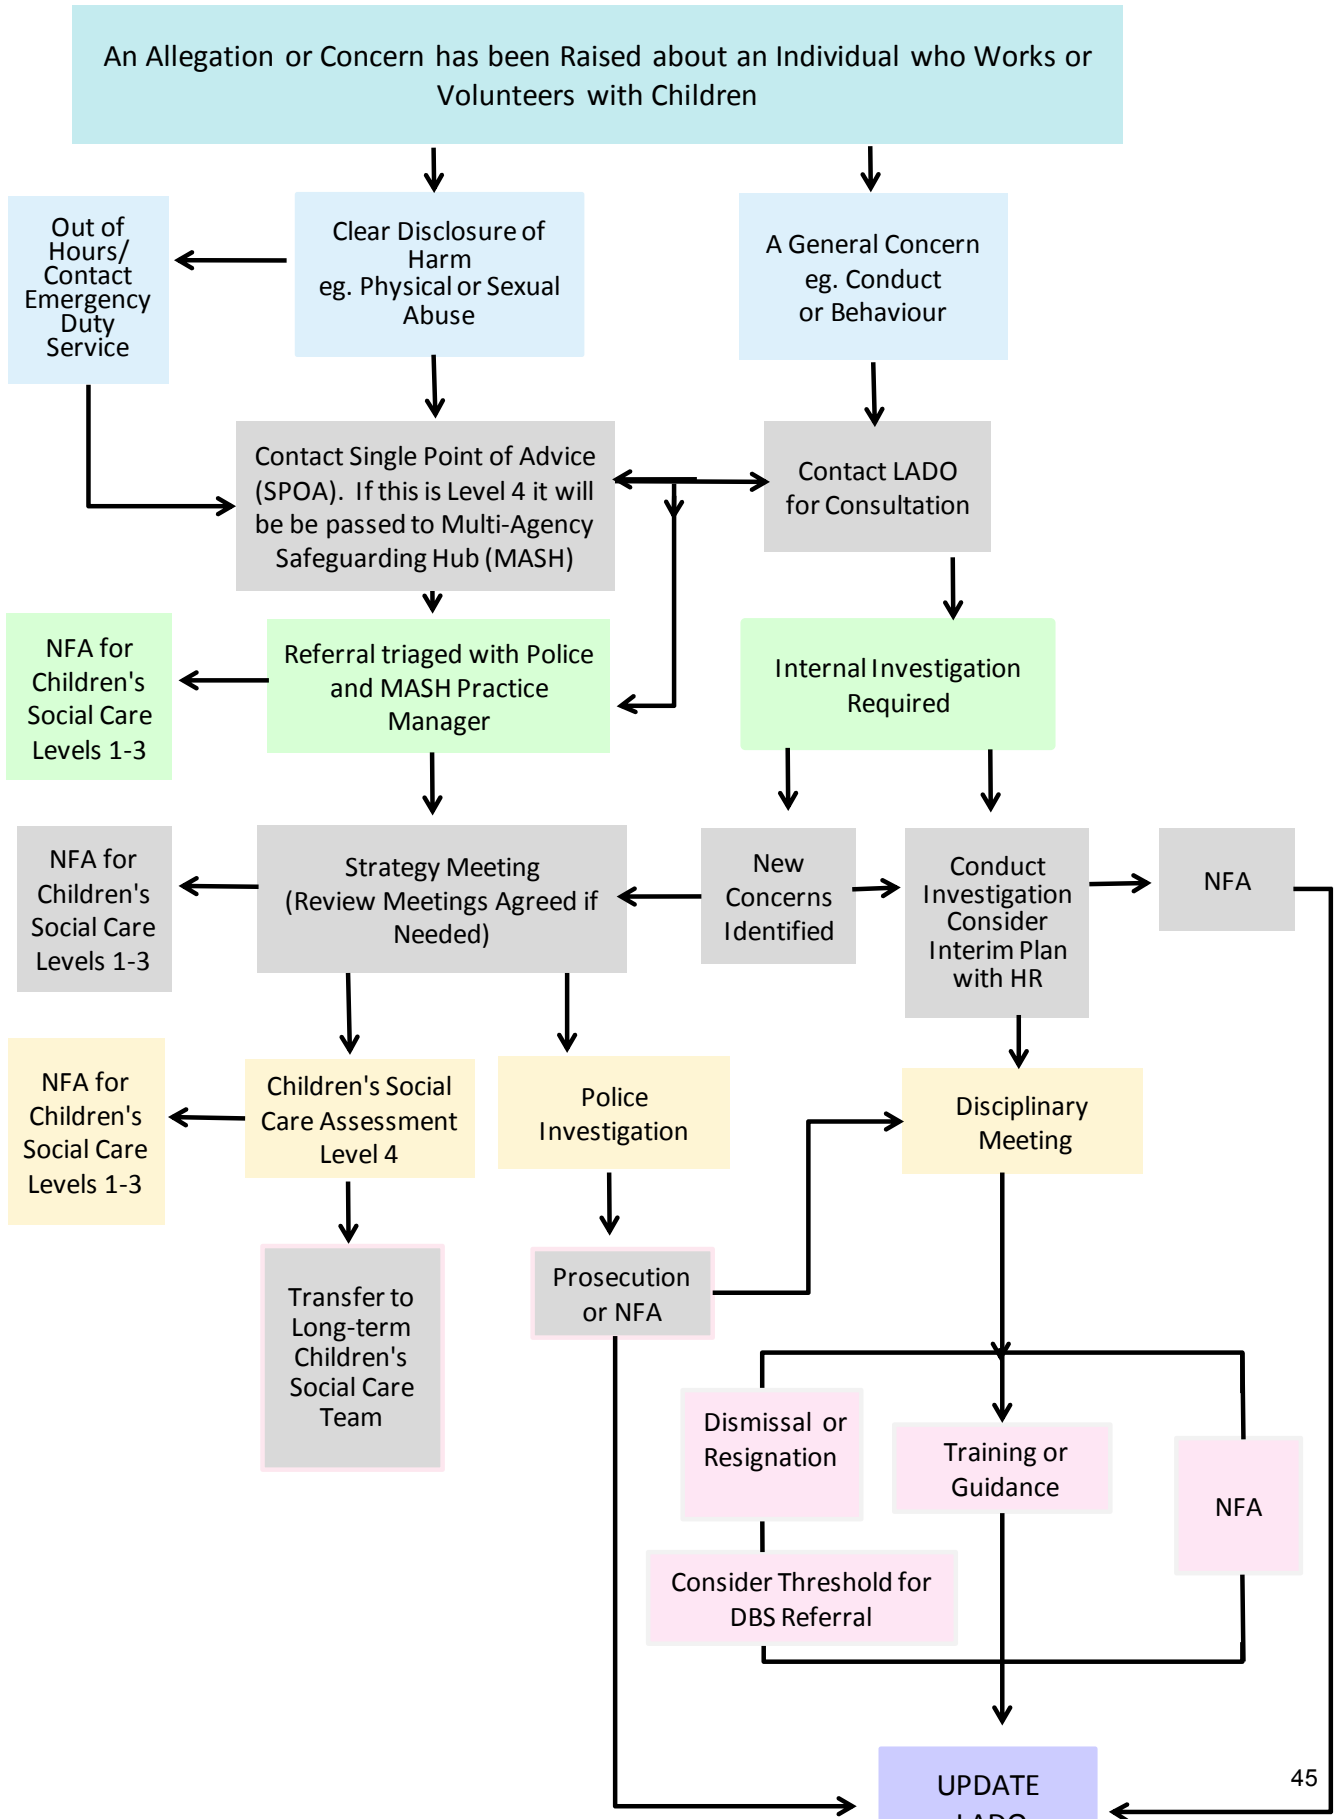 An Allegation or Concern has been Raised about an Individual who Works or
Volunteers with Children
Out of
Hours/
Contact
Emergency
Duty
Service
Clear Disclosure of
Harm
eg. Physical or Sexual
Abuse
A General Concern
eg. Conduct
or Behaviour
Contact Single Point of Advice
(SPOA). If this is Level 4 it will
be be passed to Multi-Agency
Safeguarding Hub (MASH)
Contact LADO
for Consultation
NFA for
Children's
Social Care
Levels 1-3
Referral triaged with Police
and MASH Practice
Manager
Internal Investigation
Required
NFA for
Children's
Social Care
Levels 1-3
Strategy Meeting
(Review Meetings Agreed if
Needed)
New
Concerns
Identified
Conduct
Investigation
Consider
Interim Plan
with HR
NFA
NFA for
Children's
Social Care
Levels 1-3
Children's Social
Care Assessment
Level 4
Police
Investigation
Disciplinary
Meeting
Transfer to
Long-term
Children's
Social Care
Team
Prosecution
or NFA
Dismissal or
Resignation
Training or
Guidance
NFA
Consider Threshold for
DBS Referral
UPDATE
LADO
45